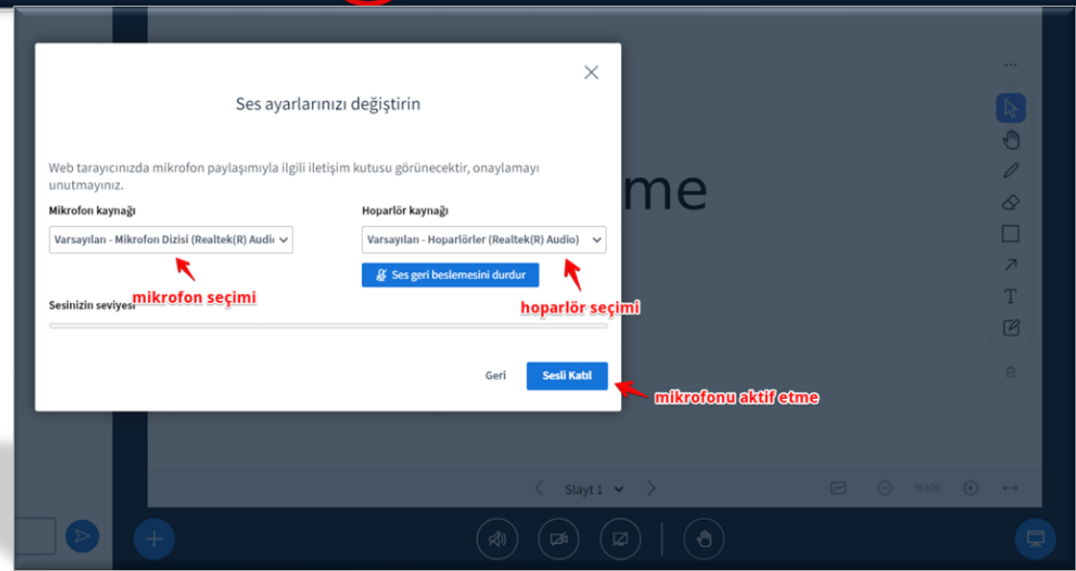 Ses ayarlarınızı değiştirin
Web tarayıcınızda mikrofon paylaşımıyla ilgili iletişim kutusu görünecektir, onaylamayı
unutmayınız.
Mikrofon kaynağı
Hoparlör kaynağı
Varsayılan - Mikrofon Dizisi (Realtek(R) Audi
Varsayılan - Hoparlörler (Realtek(R) Audio)
Ses geri beslemesini durdur
mikrofon seçimi
Sesinizin seviyesi
hoparlör seçimi
Geri
Sesli Katıl
mikrofonu aktif etme
me
T
Slayt 1
%100